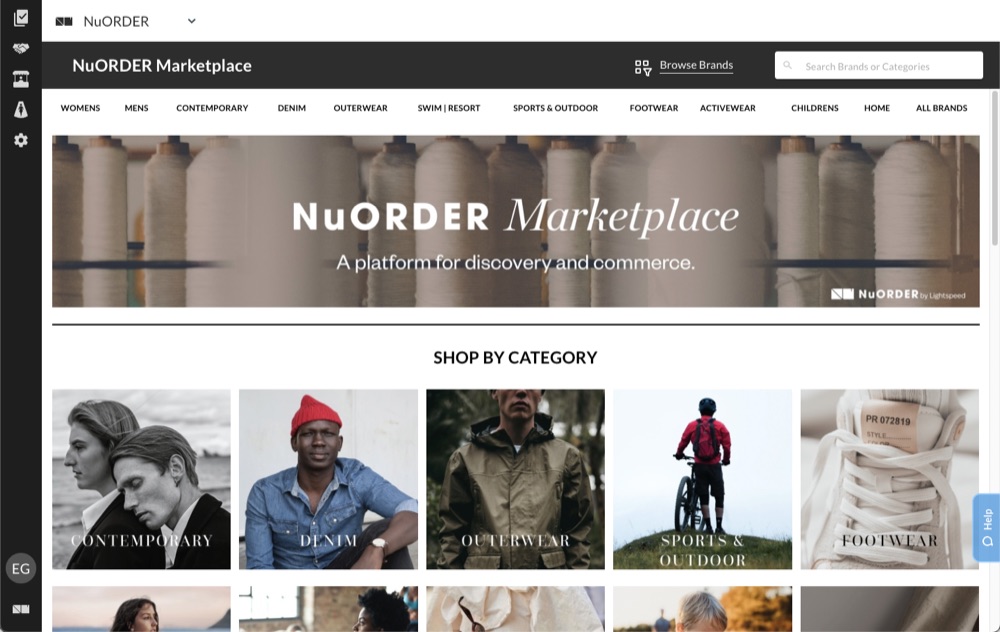 NuORDER
NuORDER Marketplace
Browse Brands
Search Brands or Categories
WOMENS MENS CONTEMPORARY DENIM OUTERWEAR SWIM | RESORT SPORTS & OUTDOOR FOOTWEAR ACTIVEWEAR CHILDRENS HOME ALL BRANDS
NuORDER Marketplace
A platform for discovery and commerce.
NuORDER by Lightspeed
SHOP BY CATEGORY
PR 072819
STYLE
COLOR
CONTEMPORARY
DENIM
OUTERWEAR
SPORTS &
OUTDOOR
FOOTWEAR
Help
EG